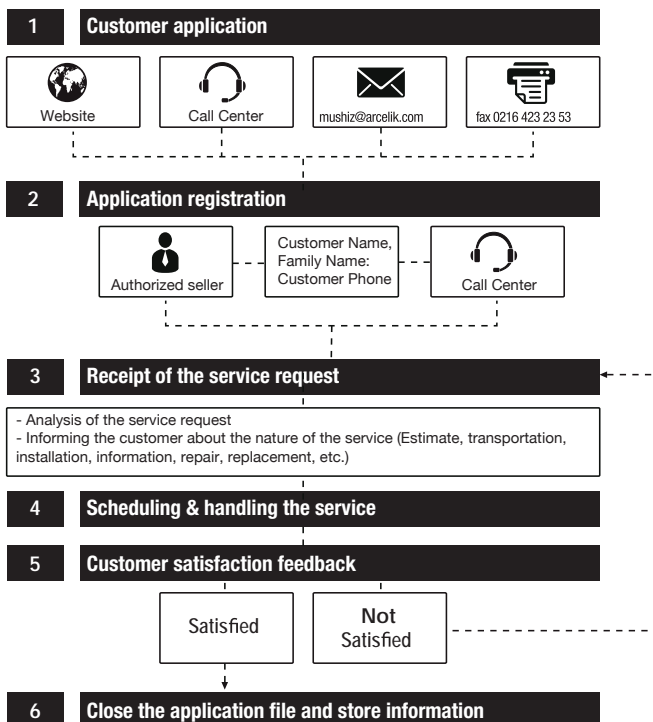 1 Customer application
Website
Call Center
mushiz@arcelik.com
fax 0216 423 23 53
2 Application registration
Authorized seller
Customer Name,
Family Name:
Customer Phone
Call Center
3 Receipt of the service request
- Analysis of the service request
- Informing the customer about the nature of the service (Estimate, transportation,
installation, information, repair, replacement, etc.)
4 Scheduling & handling the service
5 Customer satisfaction feedback
Satisfied
Not
Satisfied
6 Close the application file and store information